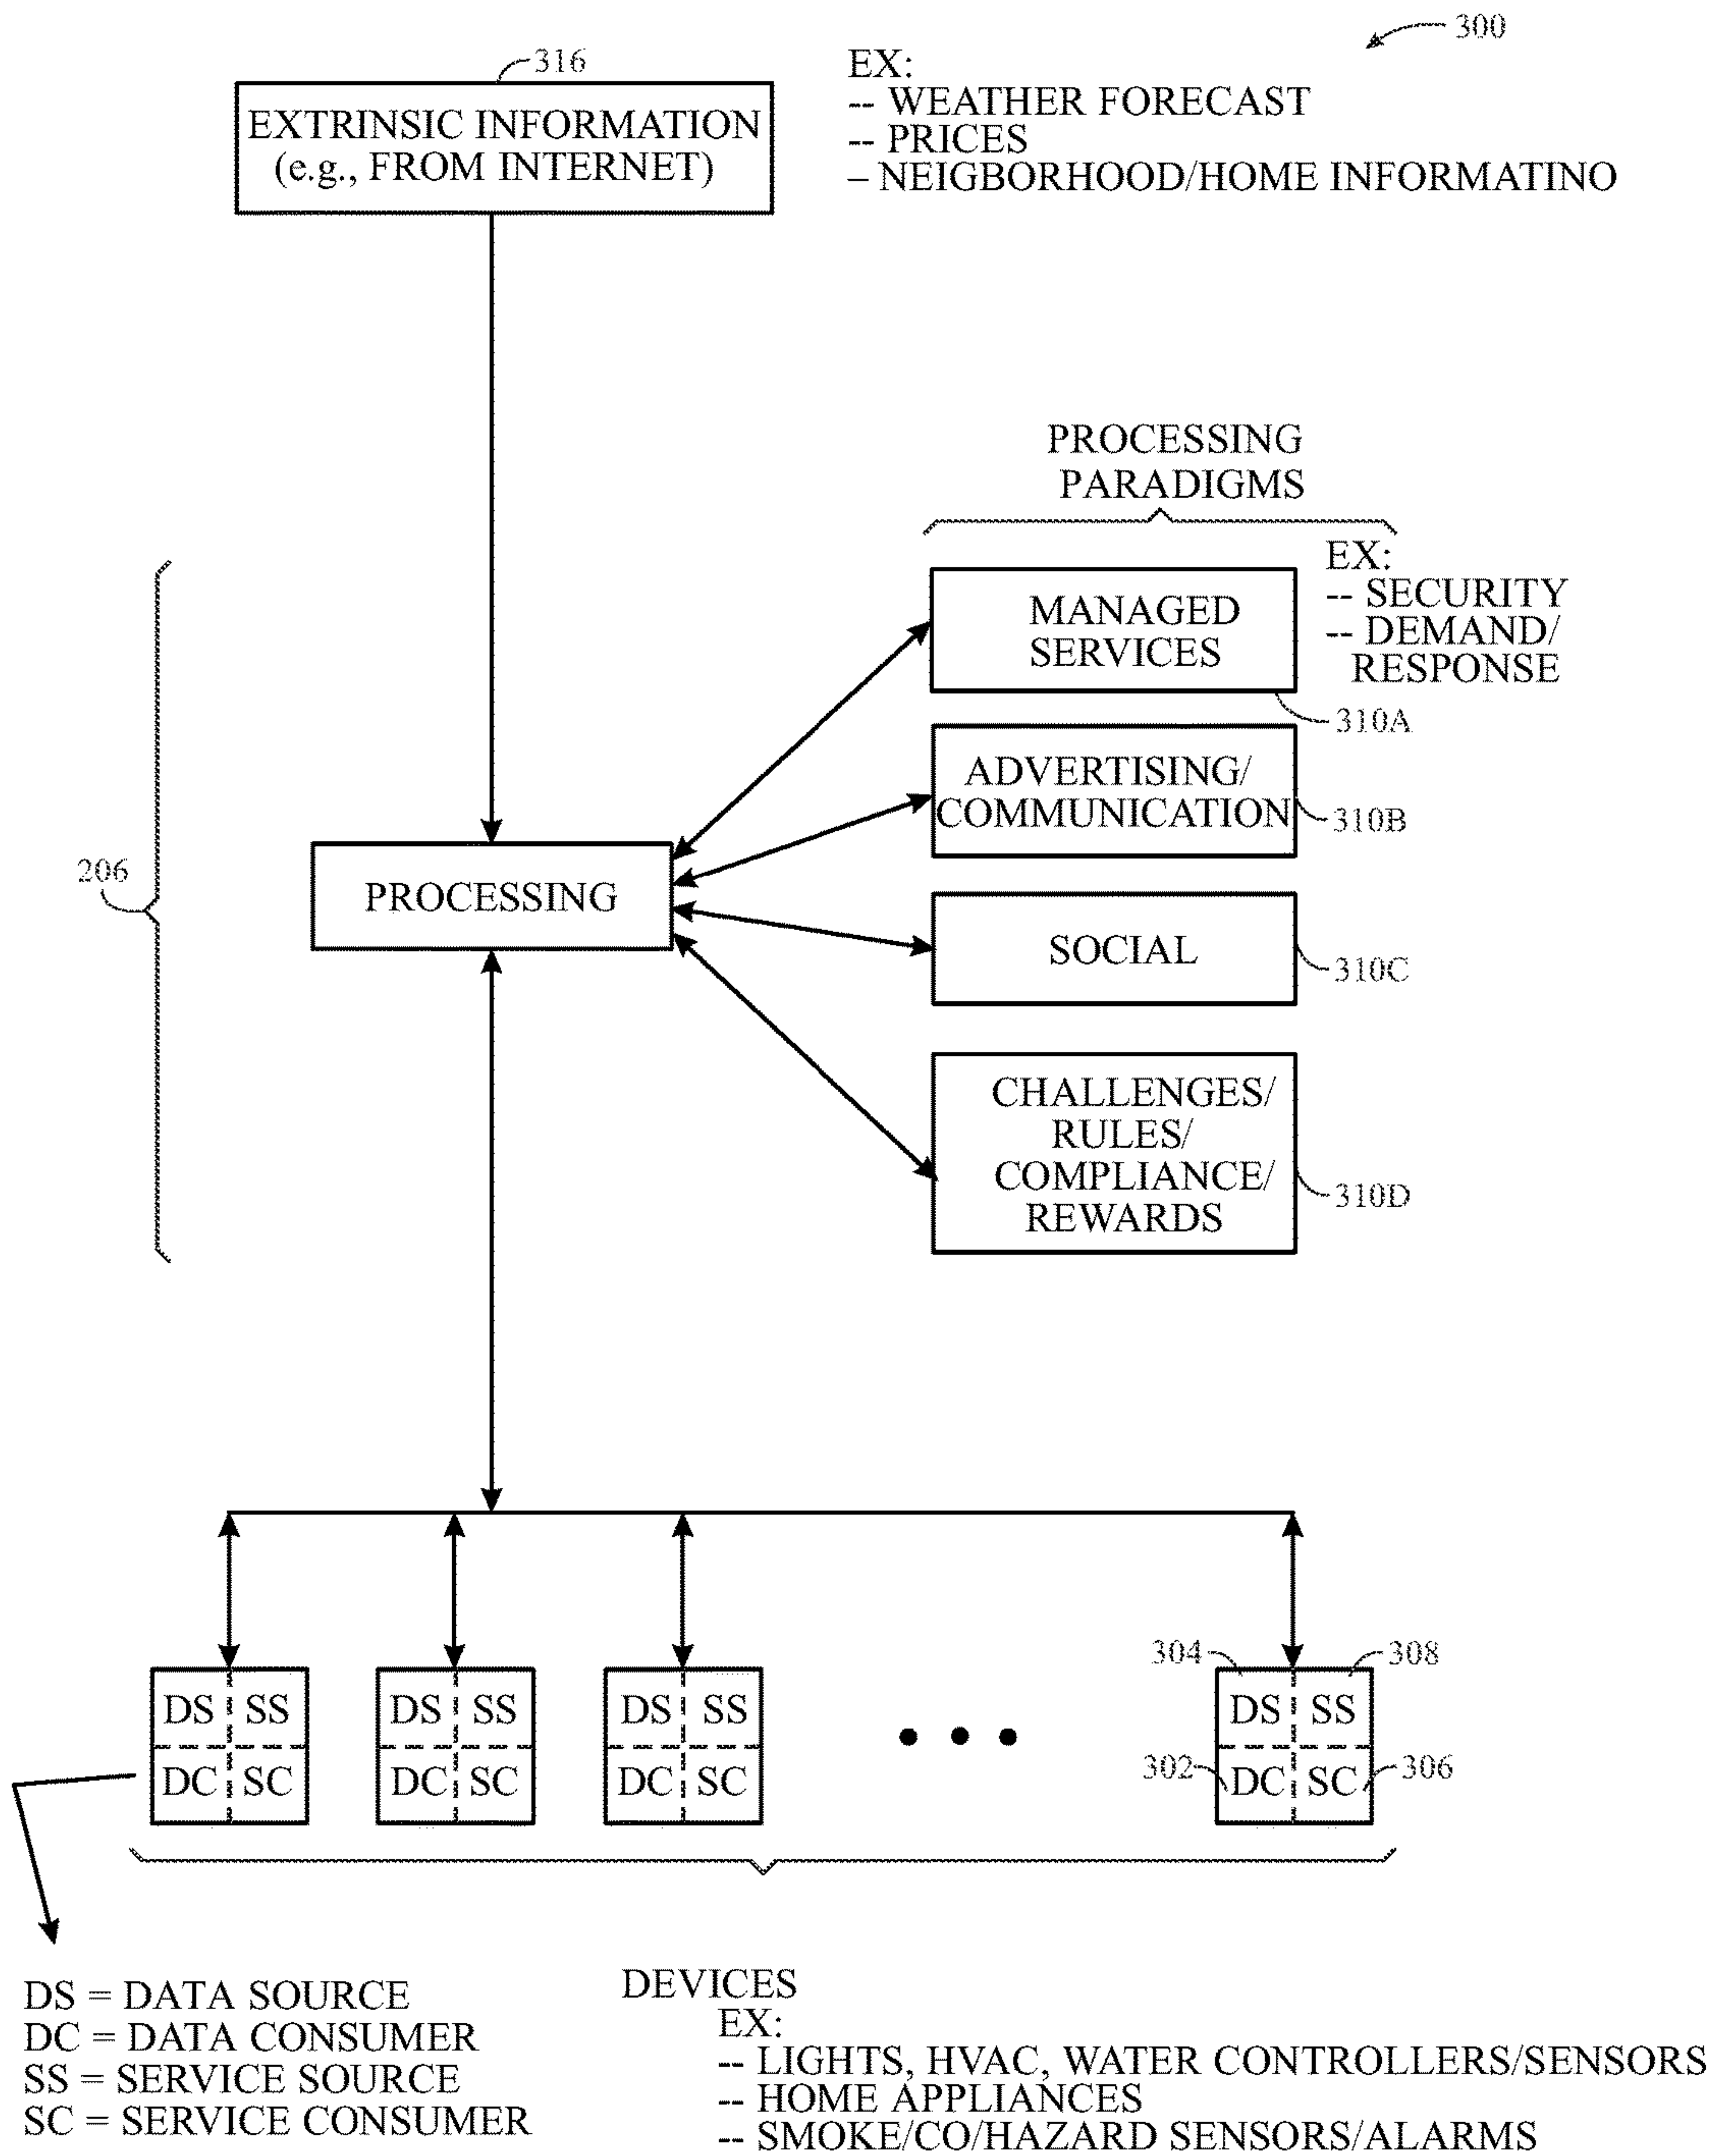 300
316
EXTRINSIC INFORMATION
(e.g., FROM INTERNET)
EX:
-- WEATHER FORECAST
-- PRICES
– NEIGBORHOOD/HOME INFORMATINO
PROCESSING
PARADIGMS
EX:
-- SECURITY
-- DEMAND/
RESPONSE
MANAGED
SERVICES
310A
ADVERTISING/
COMMUNICATION
310B
206
PROCESSING
SOCIAL
310C
CHALLENGES/
RULES/
COMPLIANCE/
REWARDS
310D
304
308
DS SS
DC SC
DS SS
DC SC
DS SS
DC SC
DS SS
DC SC
302
306
DS = DATA SOURCE
DC = DATA CONSUMER
SS = SERVICE SOURCE
SC = SERVICE CONSUMER
DEVICES
EX:
-- LIGHTS, HVAC, WATER CONTROLLERS/SENSORS
-- HOME APPLIANCES
-- SMOKE/CO/HAZARD SENSORS/ALARMS